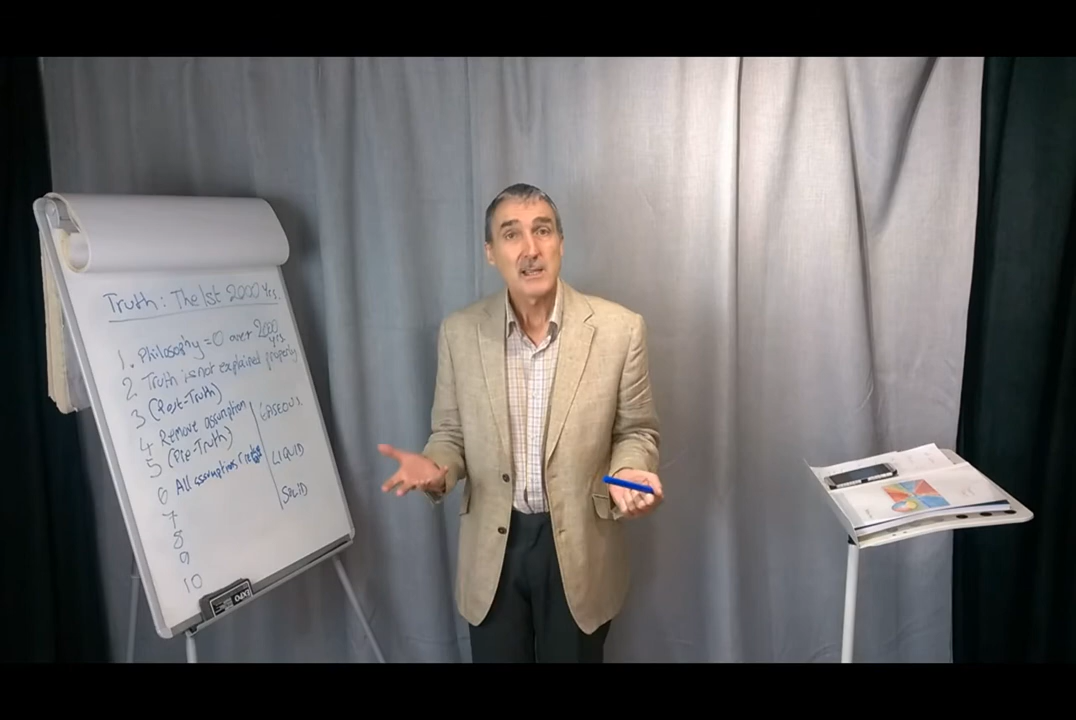 Truth: The 1st 2000 Yrs.
1. Philosophy = 0 over 2000 yrs
2. Truth is not explained properly
3 (Post-Truth)
4 Remove assumption
5 (Pre-Truth)
6 All assumptions
7
8
9
10
GASEOUS
LIQUID
SOLID